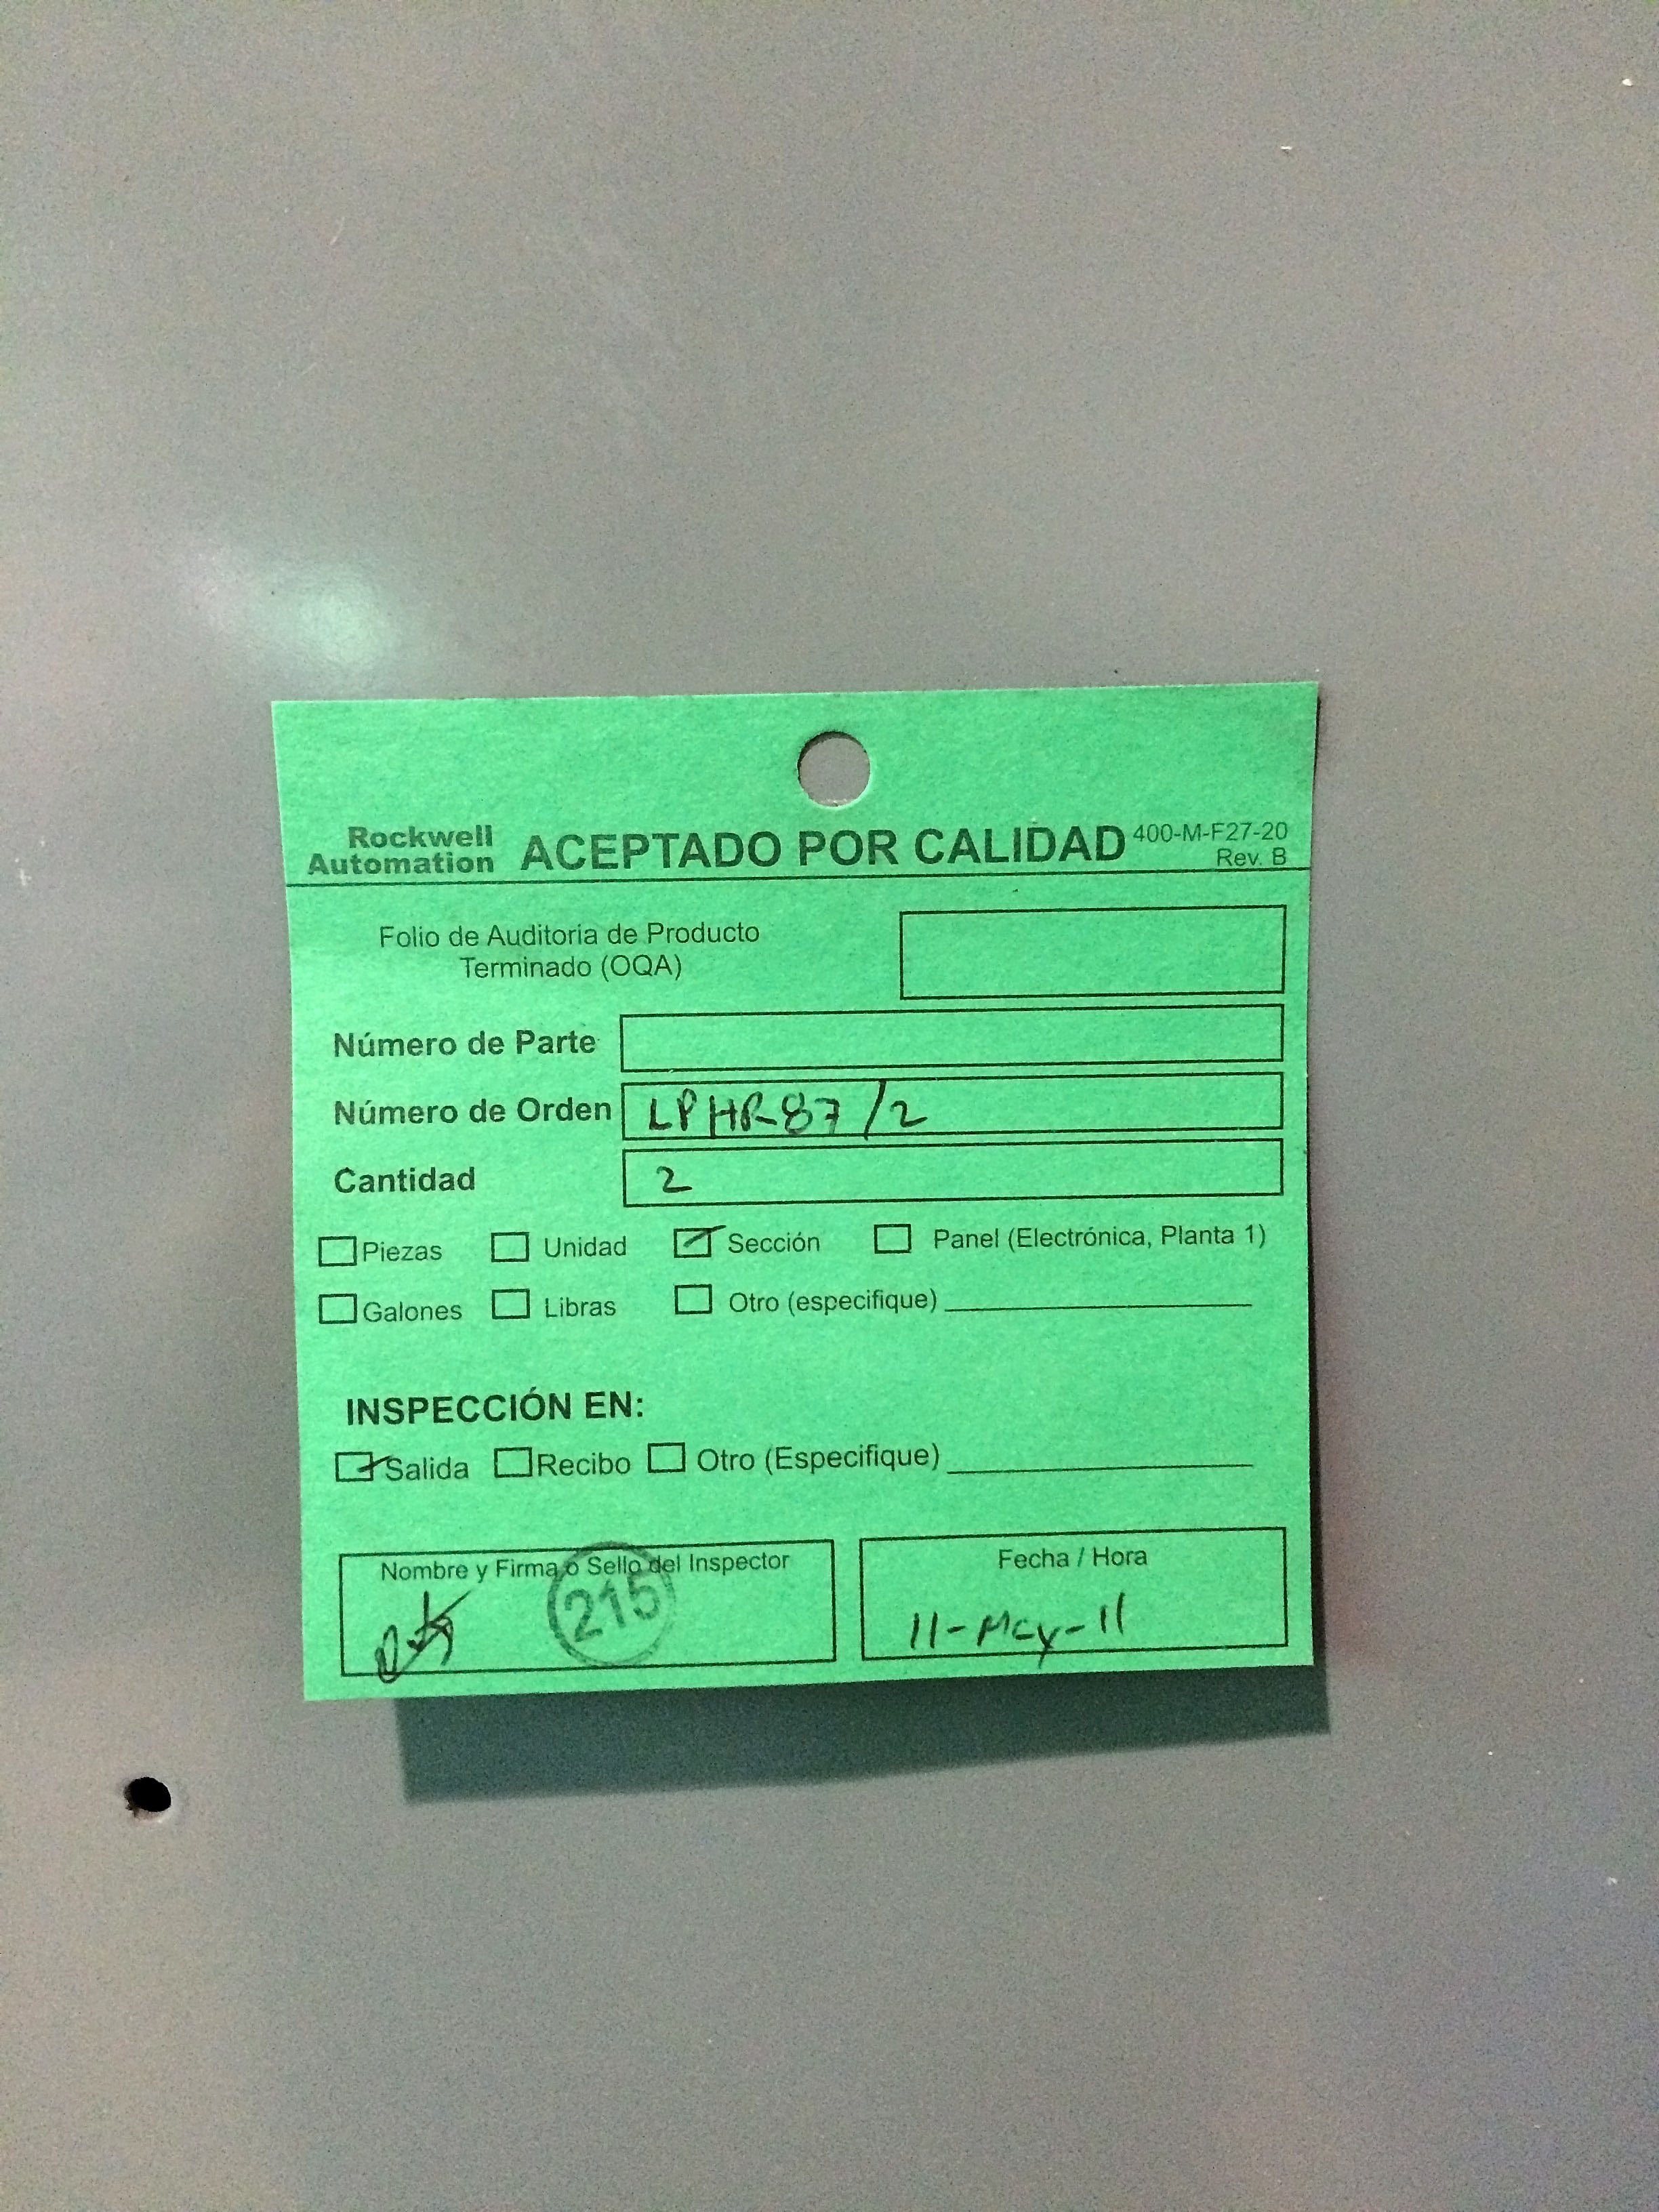 Rockwell
Automation
ACEPTADO POR CALIDAD
400-M-F27-20
Rev. B
Folio de Auditoria de Producto
Terminado (OQA)
Número de Parte
Número de Orden LPHR87/2
Cantidad 2
Piezas Unidad Sección Panel (Electrónica, Planta 1)
Galones Libras Otro (especifique)
INSPECCIÓN EN:
Salida Recibo Otro (Especifique)
Nombre y Firma o Sello del Inspector
215
Fecha / Hora
11-May-11